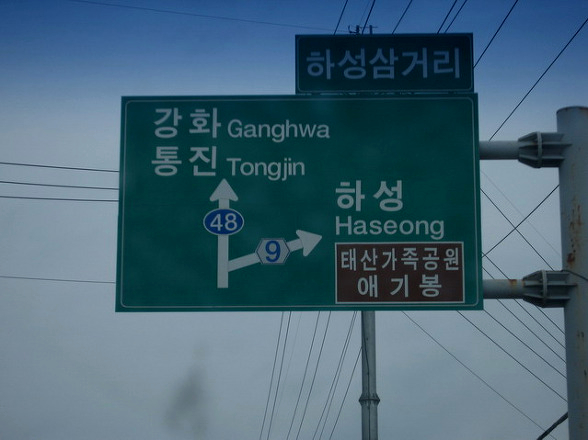 하성삼거리
강화 Ganghwa
통진 Tongjin
48
9
하성
Haseong
태산가족공원
애기봉